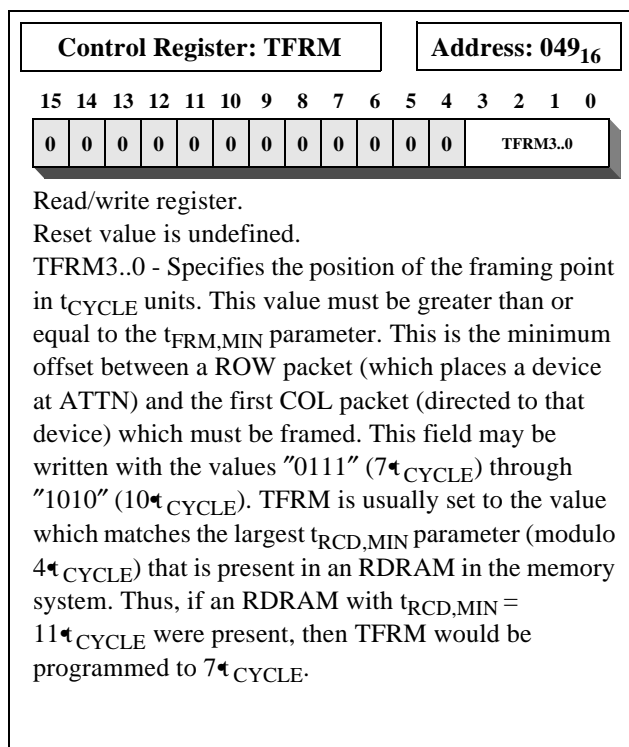 Control Register: TFRM
Address: 049₁₆
15 14 13 12 11 10 9 8 7 6 5 4 3 2 1 0
0 0 0 0 0 0 0 0 0 0 0 0 TFRM3..0
Read/write register.
Reset value is undefined.
TFRM3..0 - Specifies the position of the framing point
in tCYCLE units. This value must be greater than or
equal to the tFRM,MIN parameter. This is the minimum
offset between a ROW packet (which places a device
at ATTN) and the first COL packet (directed to that
device) which must be framed. This field may be
written with the values ″0111″ (7•tCYCLE) through
″1010″ (10•tCYCLE). TFRM is usually set to the value
which matches the largest tRCD,MIN parameter (modulo
4•tCYCLE) that is present in an RDRAM in the memory
system. Thus, if an RDRAM with tRCD,MIN =
11•tCYCLE were present, then TFRM would be
programmed to 7•tCYCLE.